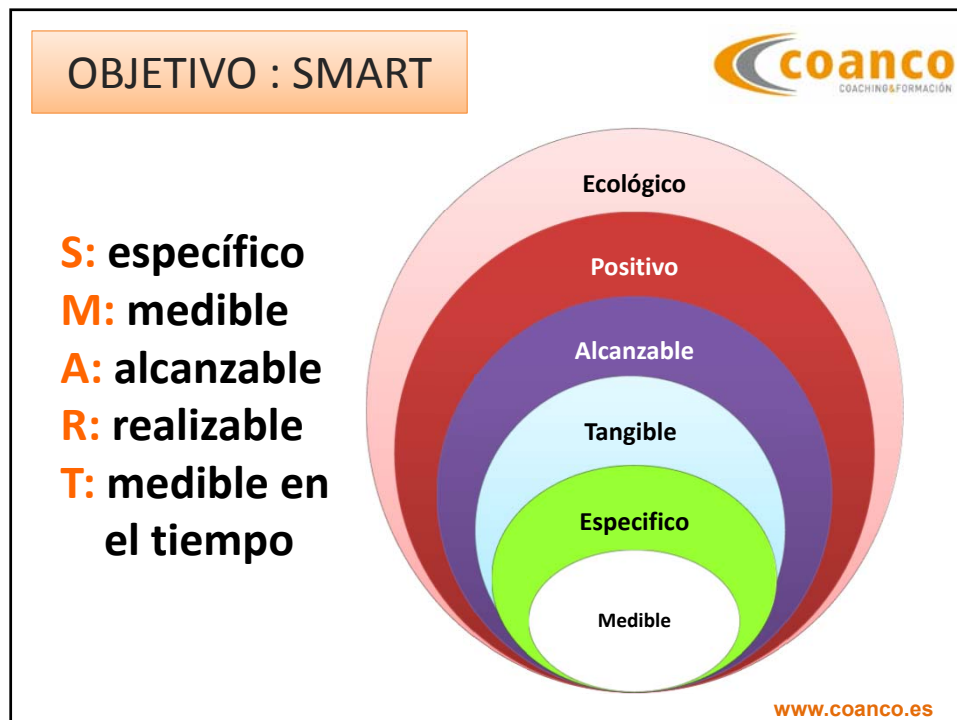 OBJETIVO : SMART
coanco
COACHING&FORMACIÓN
S: específico
M: medible
A: alcanzable
R: realizable
T: medible en
el tiempo
Ecológico
Positivo
Alcanzable
Tangible
Especifico
Medible
www.coanco.es